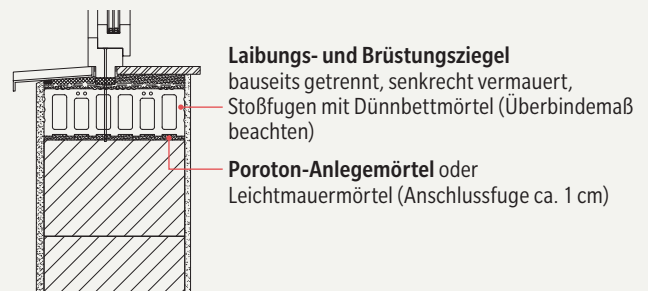 Laibungs- und Brüstungsziegel
bauseits getrennt, senkrecht vermauert,
Stoßfugen mit Dünnbettmörtel (Überbindemaß
beachten)
Poroton-Anlegemörtel oder
Leichtmauermörtel (Anschlussfuge ca. 1 cm)